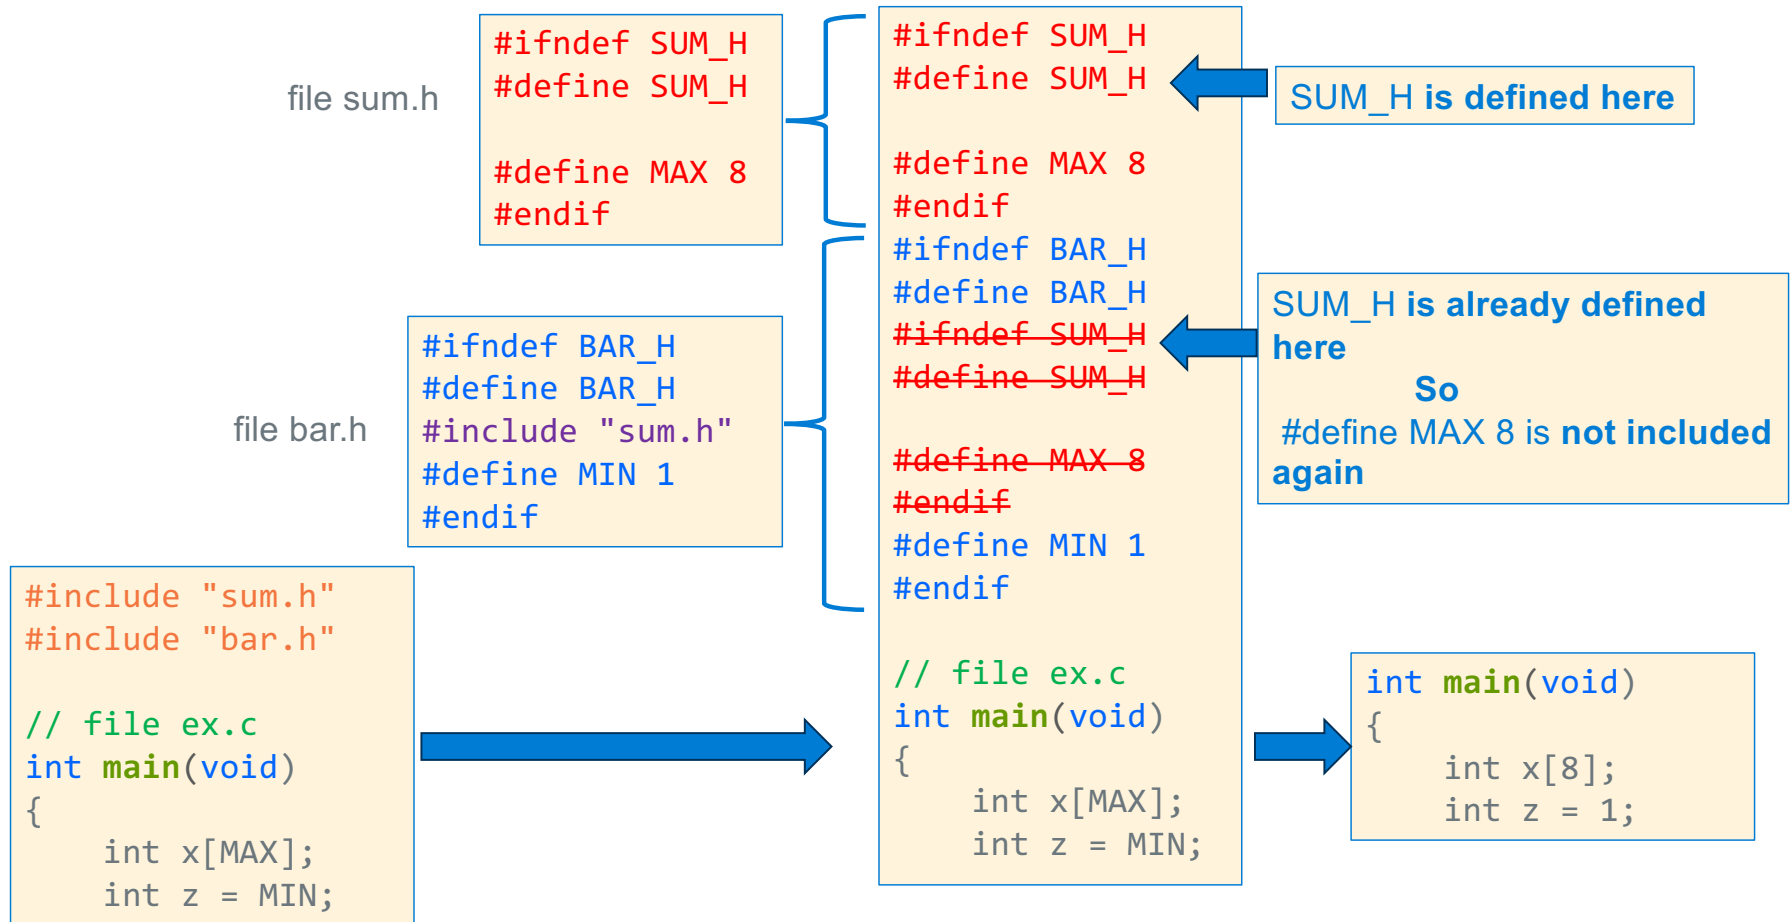 file sum.h
#ifndef SUM_H
#define SUM_H
#define MAX 8
#endif
file bar.h
#ifndef BAR_H
#define BAR_H
#include "sum.h"
#define MIN 1
#endif
#include "sum.h"
#include "bar.h"
// file ex.c
int main(void)
{
    int x[MAX];
    int z = MIN;
#ifndef SUM_H
#define SUM_H
#define MAX 8
#endif
#ifndef BAR_H
#define BAR_H
#ifndef SUM_H
#define SUM_H
#define MAX 8
#endif
#define MIN 1
#endif
// file ex.c
int main(void)
{
    int x[MAX];
    int z = MIN;
SUM_H is defined here
SUM_H is already defined
here
So
#define MAX 8 is not included
again
int main(void)
{
    int x[8];
    int z = 1;